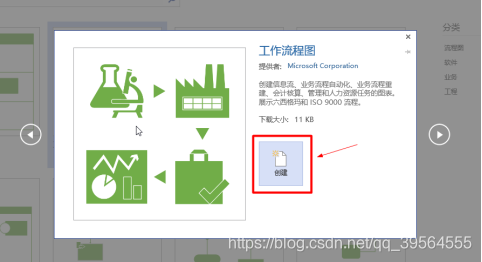 分类
流程图
软件
业务
工程
工作流程图
提供者： Microsoft Corporation
创建信息流、业务流程自动化、业务流程重
建、会计核算、管理和人力资源任务的图表。
展示六西格玛和 ISO 9000 流程。
下载大小： 11 KB
创建
https://blog.csdn.net/qq_39564555